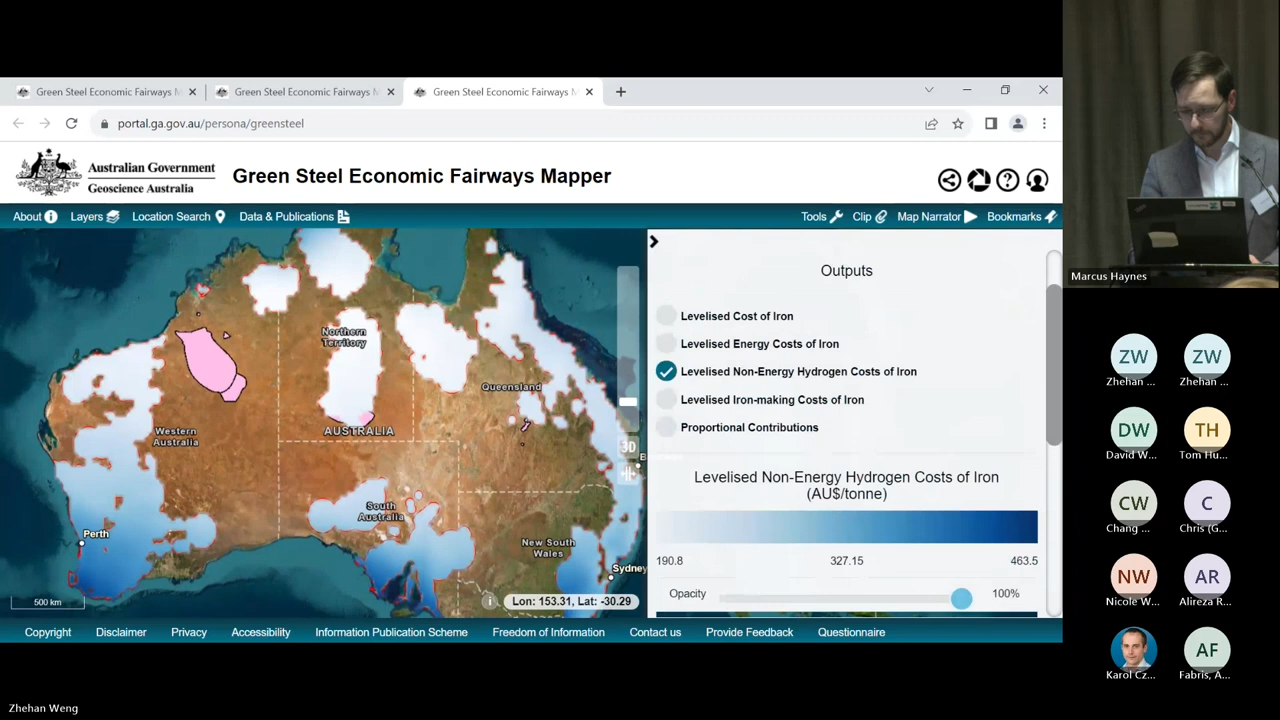 Green Steel Economic Fairways M
Green Steel Economic Fairways M
Green Steel Economic Fairways M
portal.ga.gov.au/persona/greensteel
Australian Government
Geoscience Australia
Green Steel Economic Fairways Mapper
About
Layers
Location Search
Data & Publications
Tools
Clip
Map Narrator
Bookmarks
Northern
Territory
Queensland
Western
Australia
AUSTRALIA
South
Australia
New South
Wales
Perth
Sydney
B
3D
500 km
Lon: 153.31, Lat: -30.29
Outputs
Levelised Cost of Iron
Levelised Energy Costs of Iron
Levelised Non-Energy Hydrogen Costs of Iron
Levelised Iron-making Costs of Iron
Proportional Contributions
Levelised Non-Energy Hydrogen Costs of Iron
(AU$/tonne)
190.8 327.15 463.5
Opacity 100%
Copyright
Disclaimer
Privacy
Accessibility
Information Publication Scheme
Freedom of Information
Contact us
Provide Feedback
Questionnaire
Zhehan Weng
Marcus Haynes
ZW ZW
Zhehan ... Zhehan ...
DW TH
David W... Tom Hu...
CW C
Chang ... Chris (G...
NW AR
Nicole W... Alireza R...
AF
Karol Cz... Fabris, A...